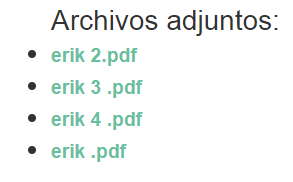 Archivos adjuntos:
erik 2.pdf
erik 3 .pdf
erik 4 .pdf
erik .pdf